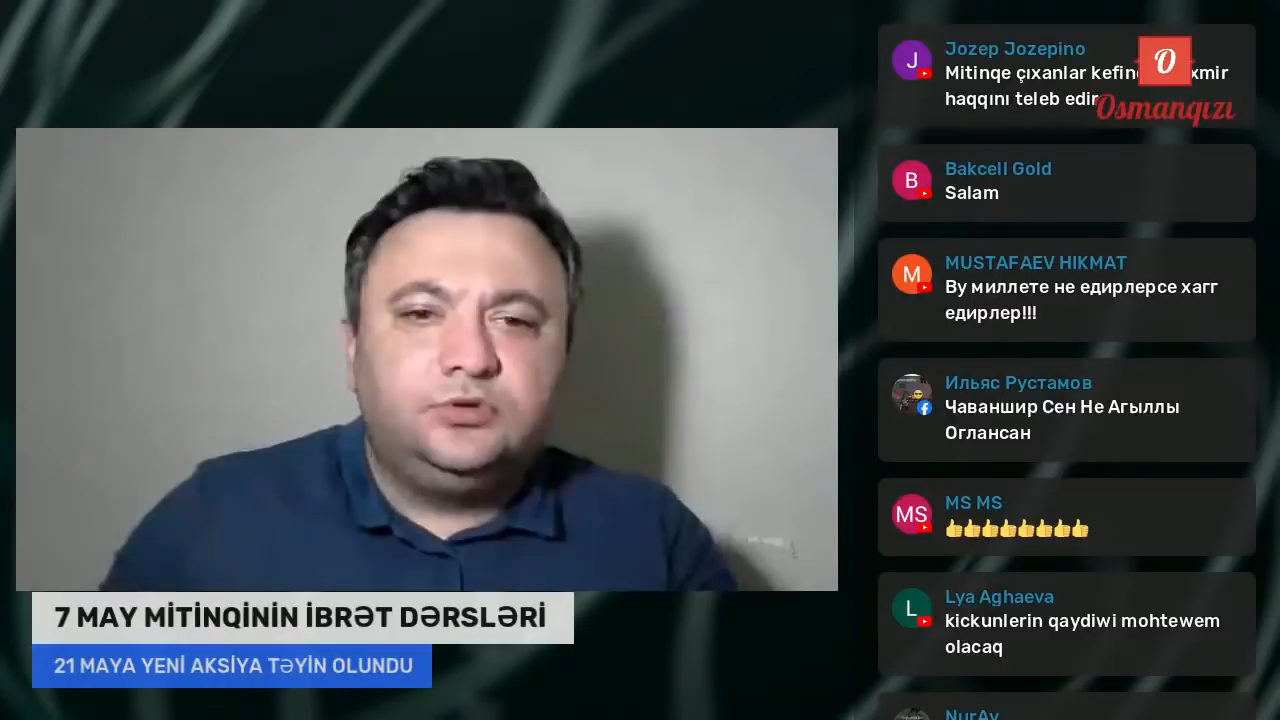 7 MAY MİTİNQİNİN İBRƏT DƏRSLƏRİ
21 MAYA YENİ AKSİYA TƏYİN OLUNDU
O
Osmanqızı
J
Jozep Jozepino
Mitinqe çıxanlar
haqqını teleb edir
B
Bakcell Gold
Salam
M
MUSTAFAEV HIKMAT
Ву миллете не едирлерсе хагг
едирлер!!!
Ильяс Рустамов
Чаваншир Сен Не Агыллы
Оглансан
MS
MS MS
👍👍👍👍👍👍👍👍
L
Lya Aghaeva
kickunlerin qaydiwi mohtewem
olacaq
NurAy